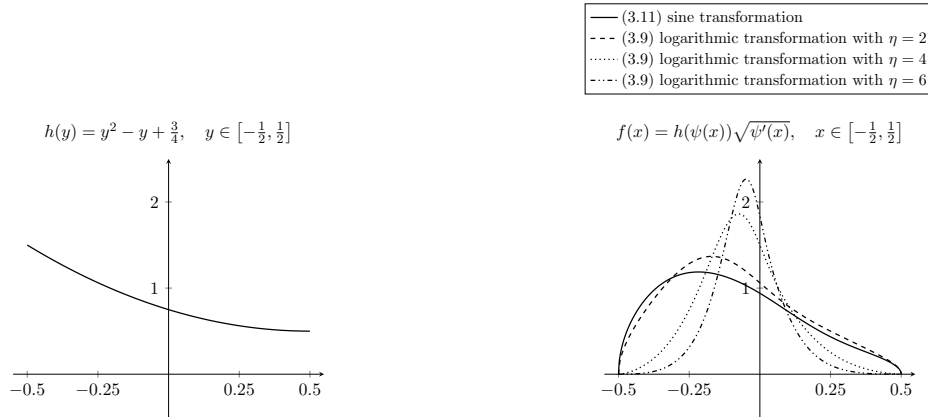 (3.11) sine transformation
(3.9) logarithmic transformation with η = 2
(3.9) logarithmic transformation with η = 4
(3.9) logarithmic transformation with η = 6
h(y) = y² − y + 3/4, y ∈ [−1/2, 1/2]
2
1
−0.5 −0.25 0.25 0.5
f(x) = h(ψ(x))√ψ′(x), x ∈ [−1/2, 1/2]
2
1
−0.5 −0.25 0.25 0.5